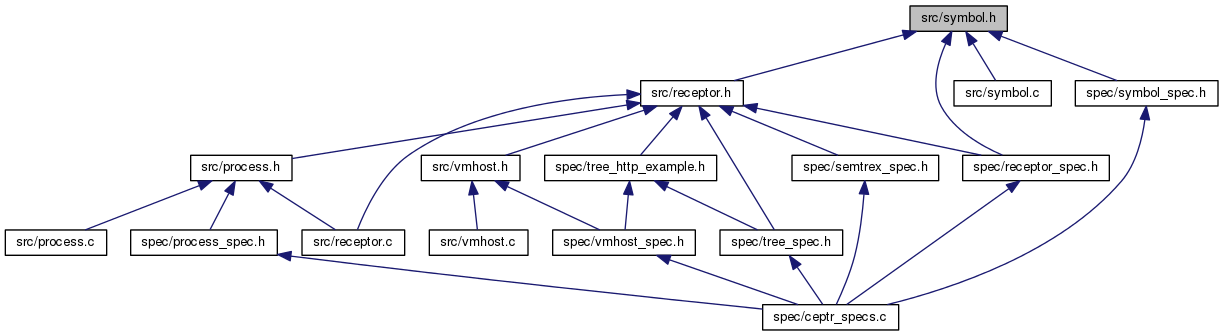 src/symbol.h
src/receptor.h
src/symbol.c
spec/symbol_spec.h
src/process.h
src/vmhost.h
spec/tree_http_example.h
spec/semtrex_spec.h
spec/receptor_spec.h
src/process.c
spec/process_spec.h
src/receptor.c
src/vmhost.c
spec/vmhost_spec.h
spec/tree_spec.h
spec/ceptr_specs.c